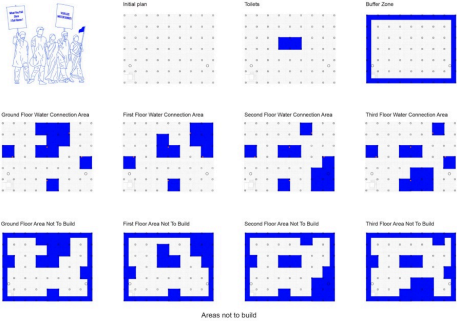 Initial plan
Toilets
Buffer Zone
Ground Floor Water Connection Area
First Floor Water Connection Area
Second Floor Water Connection Area
Third Floor Water Connection Area
Ground Floor Area Not To Build
First Floor Area Not To Build
Second Floor Area Not To Build
Third Floor Area Not To Build
Areas not to build